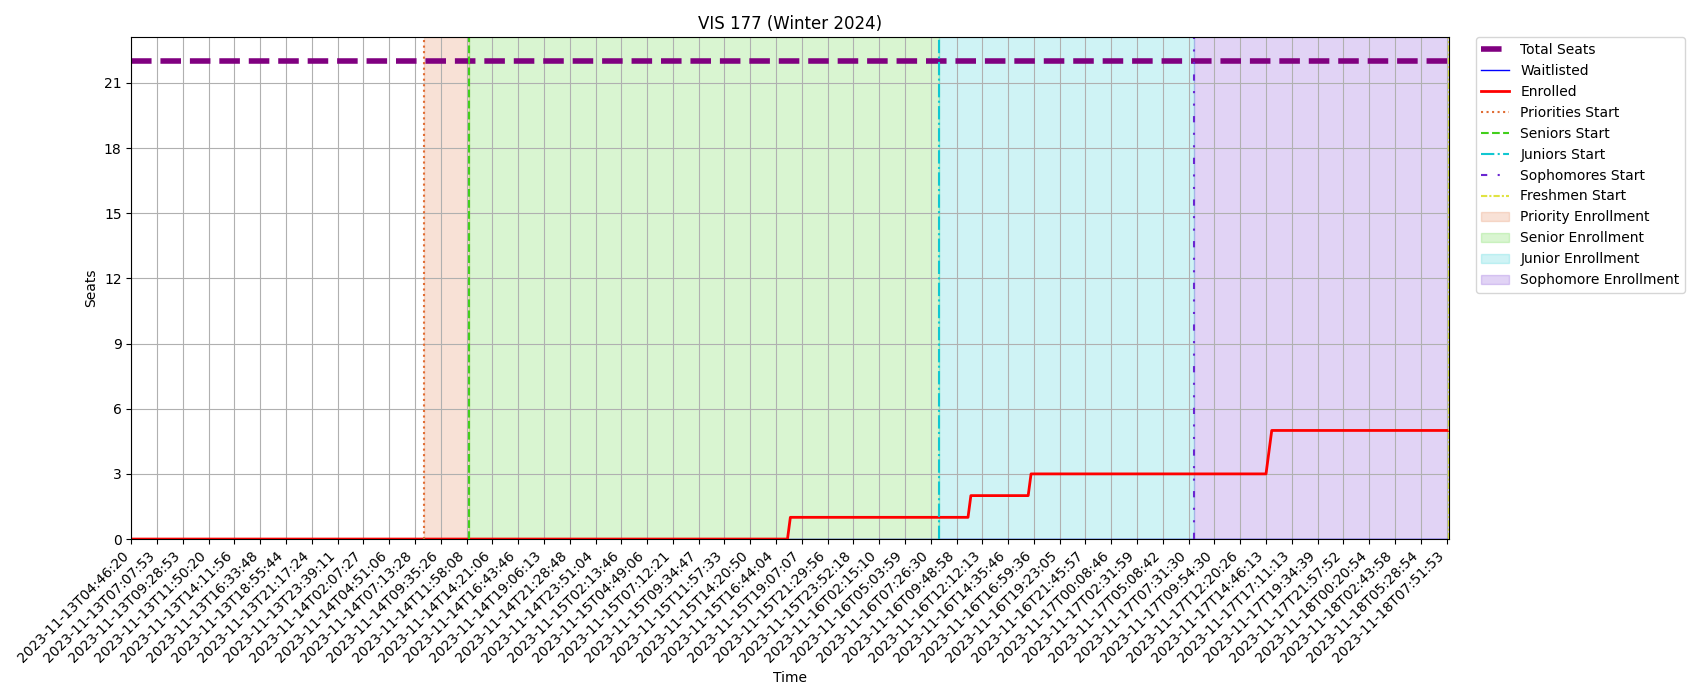 VIS 177 (Winter 2024)
Total Seats
Waitlisted
Enrolled
Priorities Start
Seniors Start
Juniors Start
Sophomores Start
Freshmen Start
Priority Enrollment
Senior Enrollment
Junior Enrollment
Sophomore Enrollment
Seats
21
18
15
12
9
6
3
0
2023-11-13T04:46:20
2023-11-13T07:07:53
2023-11-13T09:28:53
2023-11-13T11:50:20
2023-11-13T14:11:56
2023-11-13T16:33:48
2023-11-13T18:55:44
2023-11-13T21:17:24
2023-11-13T23:39:11
2023-11-14T02:07:27
2023-11-14T04:51:06
2023-11-14T07:13:28
2023-11-14T09:35:26
2023-11-14T11:58:08
2023-11-14T14:21:06
2023-11-14T16:43:46
2023-11-14T19:06:13
2023-11-14T21:28:48
2023-11-14T23:51:04
2023-11-15T02:13:46
2023-11-15T04:49:06
2023-11-15T07:12:21
2023-11-15T09:34:47
2023-11-15T11:57:33
2023-11-15T14:20:50
2023-11-15T16:44:04
2023-11-15T19:07:07
2023-11-15T21:29:56
2023-11-15T23:52:18
2023-11-16T02:15:10
2023-11-16T05:03:59
2023-11-16T07:26:30
2023-11-16T09:48:58
2023-11-16T12:12:13
2023-11-16T14:35:46
2023-11-16T16:59:36
2023-11-16T19:23:05
2023-11-16T21:45:57
2023-11-17T00:08:46
2023-11-17T02:31:59
2023-11-17T05:08:42
2023-11-17T07:31:30
2023-11-17T09:54:30
2023-11-17T12:20:26
2023-11-17T14:46:13
2023-11-17T17:11:13
2023-11-17T19:34:39
2023-11-17T21:57:52
2023-11-18T00:20:54
2023-11-18T02:43:58
2023-11-18T05:28:54
2023-11-18T07:51:53
Time